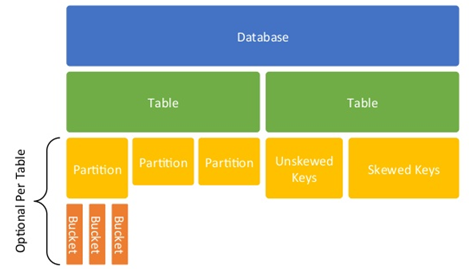 Database
Table
Table
Optional Per Table
Partition
Partition
Partition
Unskewed
Keys
Skewed Keys
Bucket
Bucket
Bucket